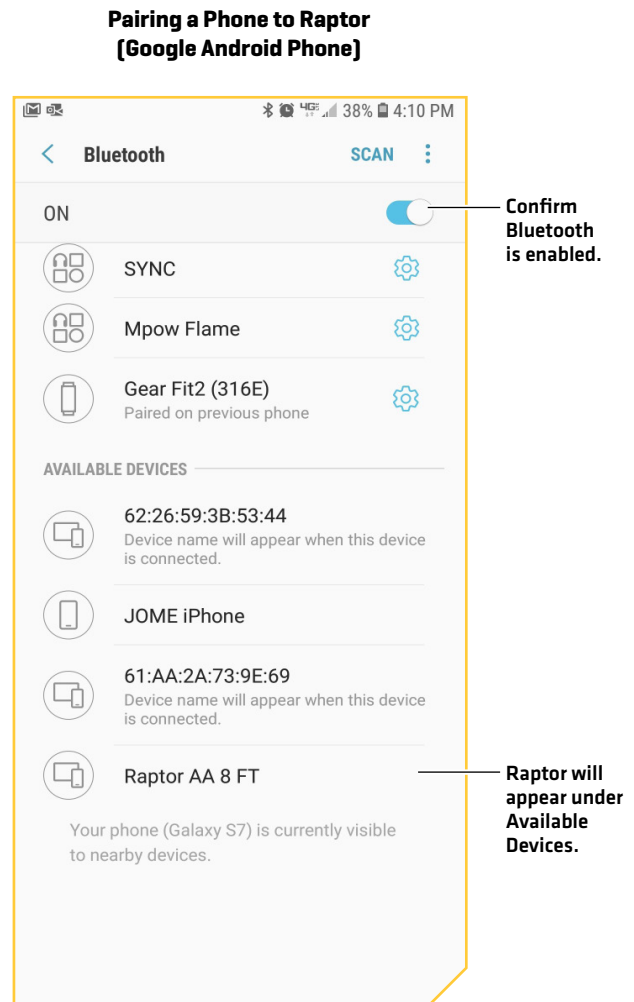 Pairing a Phone to Raptor
(Google Android Phone)
38% 4:10 PM
Bluetooth
SCAN
ON
Confirm
Bluetooth
is enabled.
SYNC
Mpow Flame
Gear Fit2 (316E)
Paired on previous phone
AVAILABLE DEVICES
62:26:59:3B:53:44
Device name will appear when this device
is connected.
JOME iPhone
61:AA:2A:73:9E:69
Device name will appear when this device
is connected.
Raptor AA 8 FT
Raptor will
appear under
Available
Devices.
Your phone (Galaxy S7) is currently visible
to nearby devices.